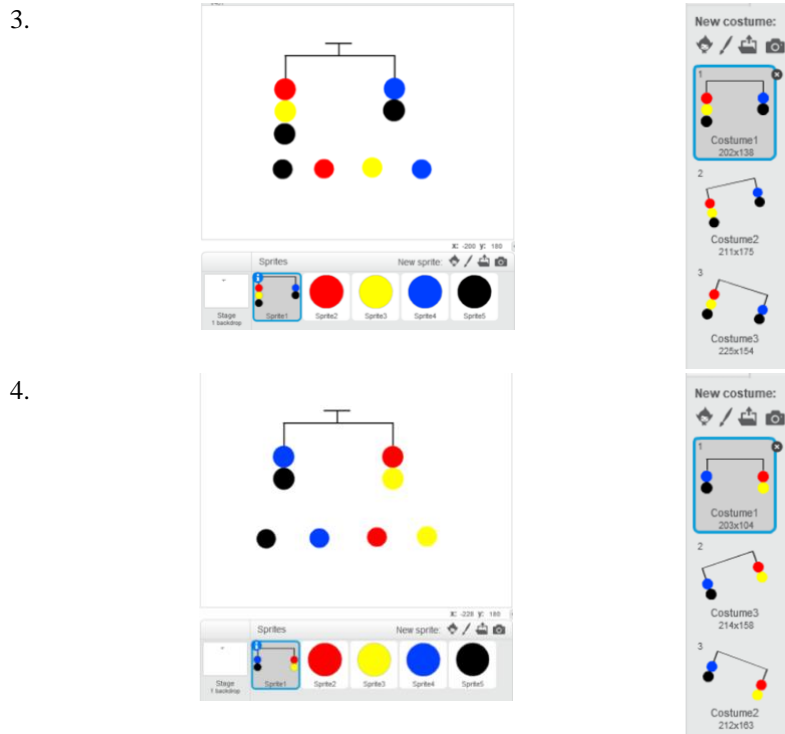 3.
New costume:
1
Costume1
202x138
2
Costume2
211x175
3
Costume3
225x154
X: -200 y: 180
Sprites
New sprite:
Stage
1 backdrop
Sprite1
Sprite2
Sprite3
Sprite4
Sprite5
4.
New costume:
1
Costume1
203x104
2
Costume3
214x158
3
Costume2
212x163
X: -228 y: 180
Sprites
New sprite:
Stage
1 backdrop
Sprite1
Sprite2
Sprite3
Sprite4
Sprite5